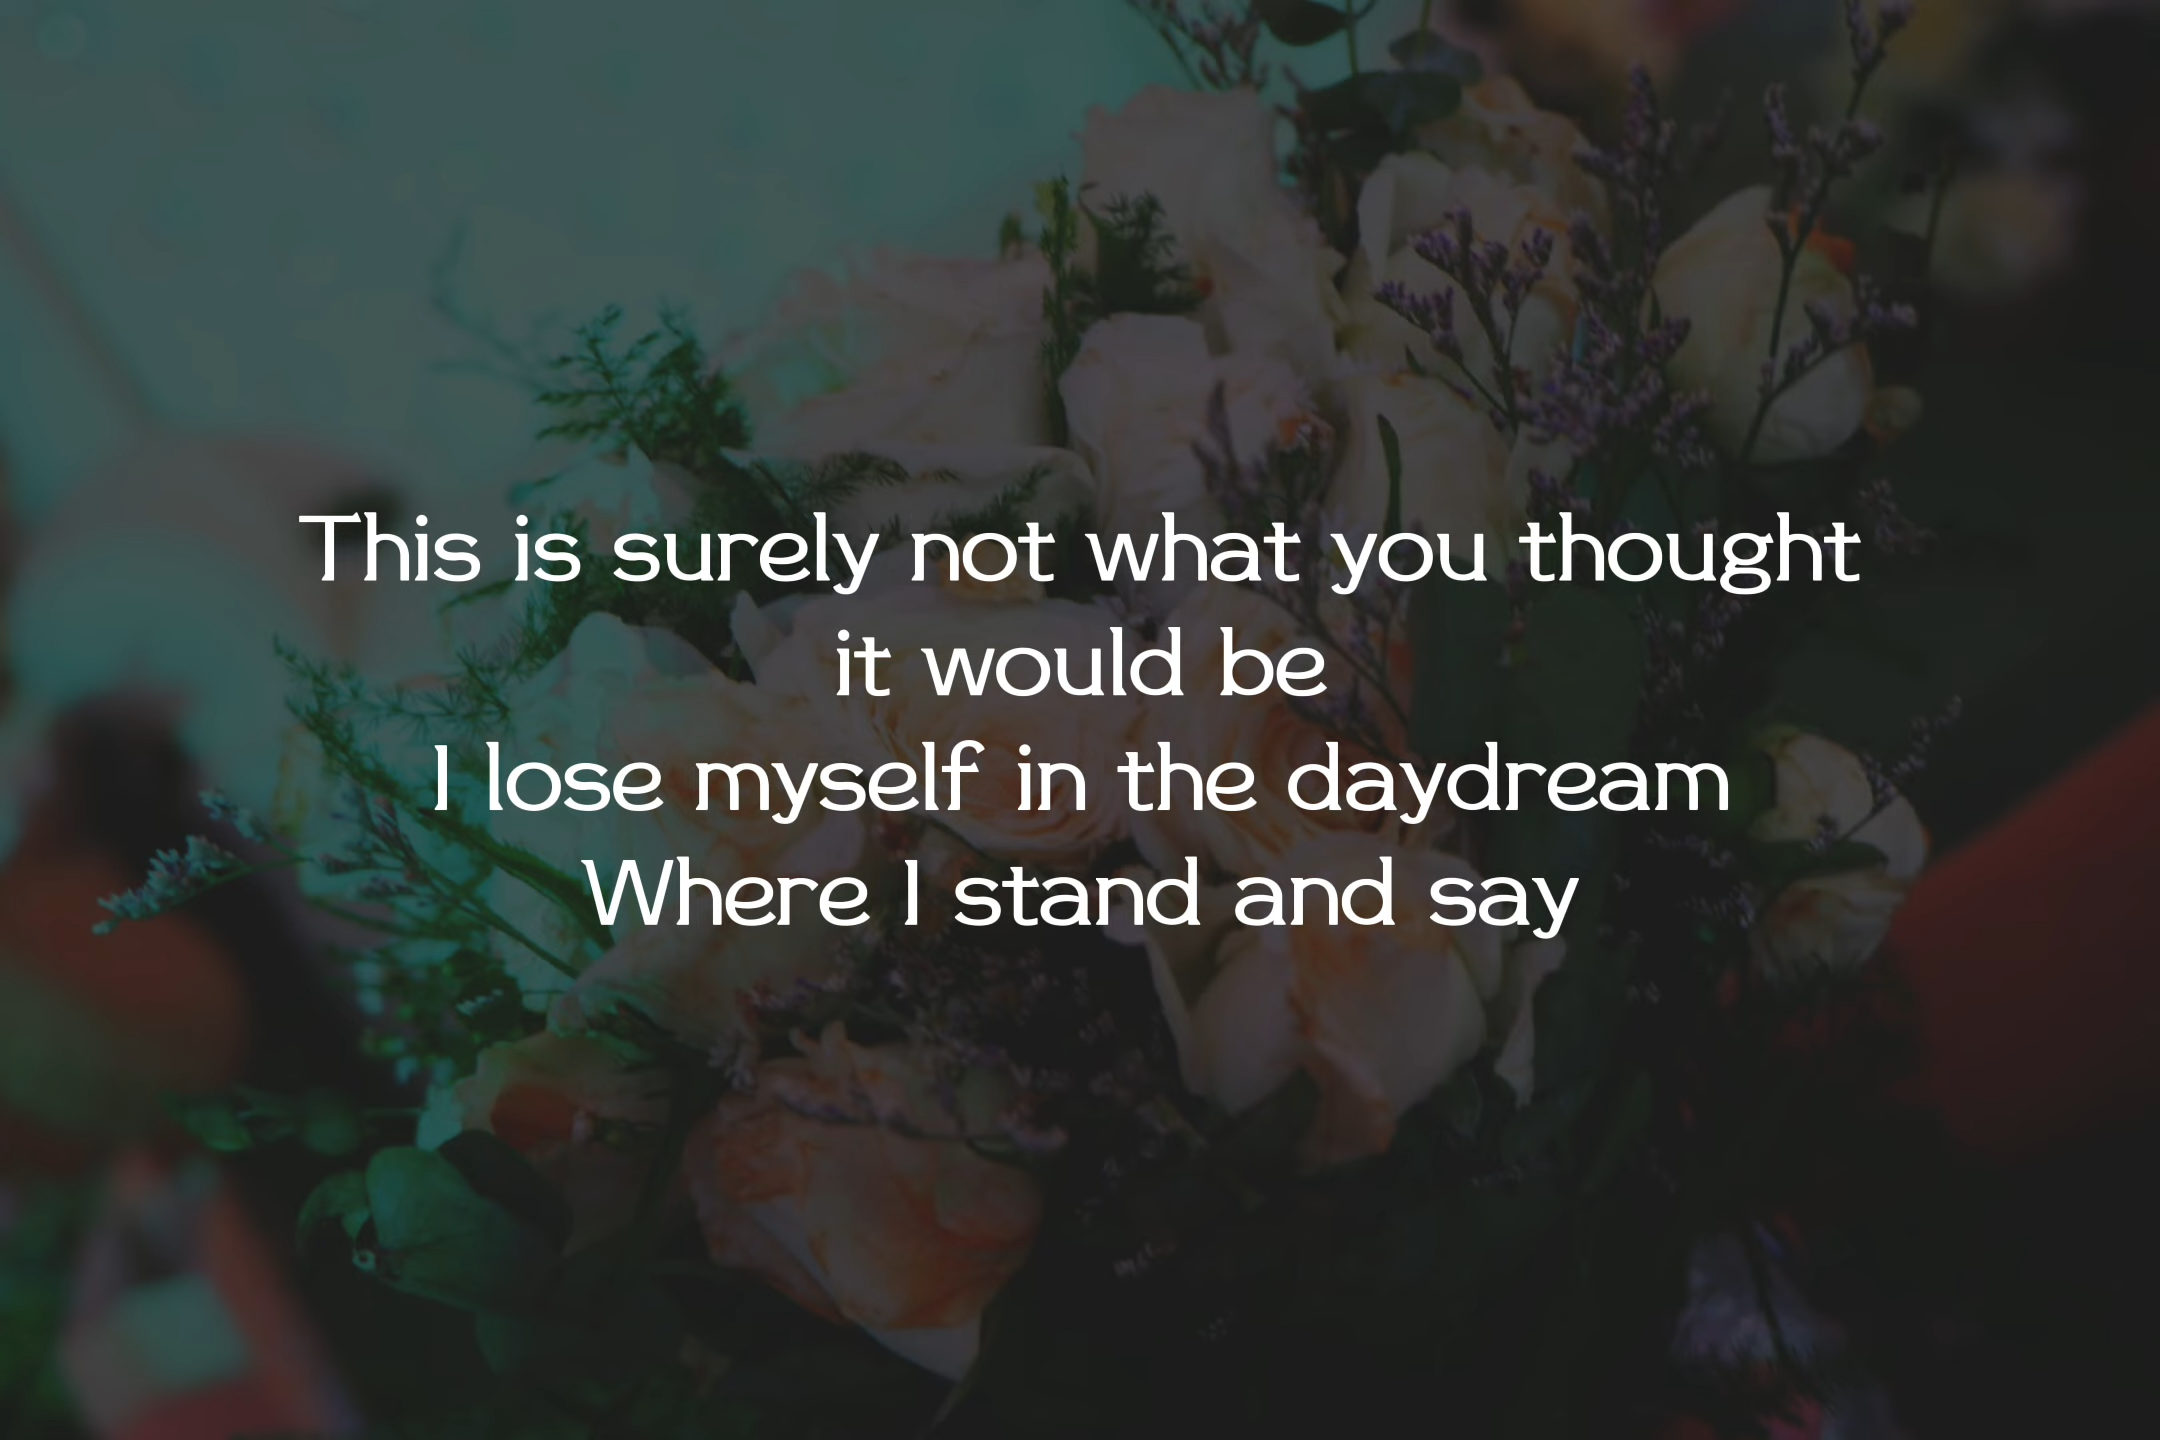 This is surely not what you thought
it would be
I lose myself in the daydream
Where I stand and say